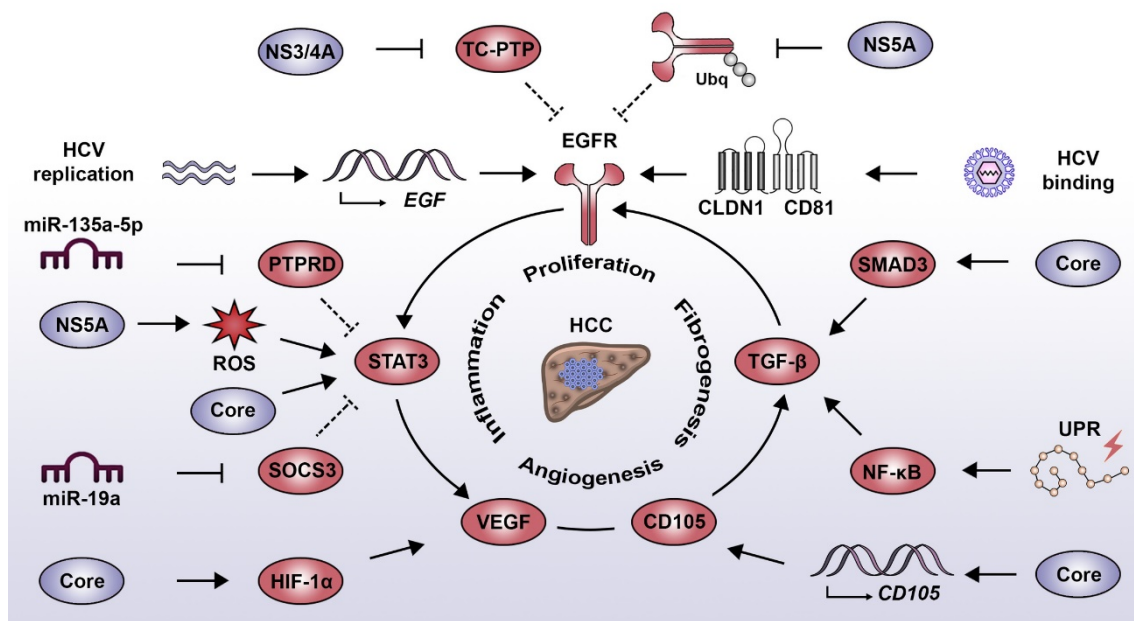 NS3/4A
TC-PTP
Ubq
NS5A
EGFR
HCV
replication
EGF
CLDN1
CD81
HCV
binding
miR-135a-5p
PTPRD
Proliferation
SMAD3
Core
NS5A
ROS
STAT3
Inflammation
HCC
Fibrogenesis
TGF-β
Core
SOCS3
miR-19a
Angiogenesis
NF-κB
UPR
VEGF
CD105
Core
HIF-1α
CD105
Core